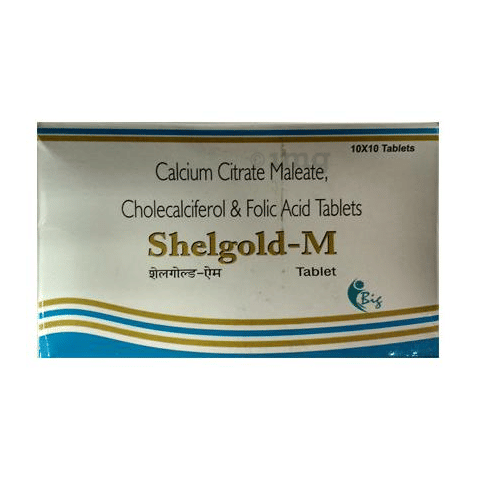 10X10 Tablets
Calcium Citrate Maleate,
Cholecalciferol & Folic Acid Tablets
Shelgold-M
शेलगोल्ड-ऐम Tablet
Big